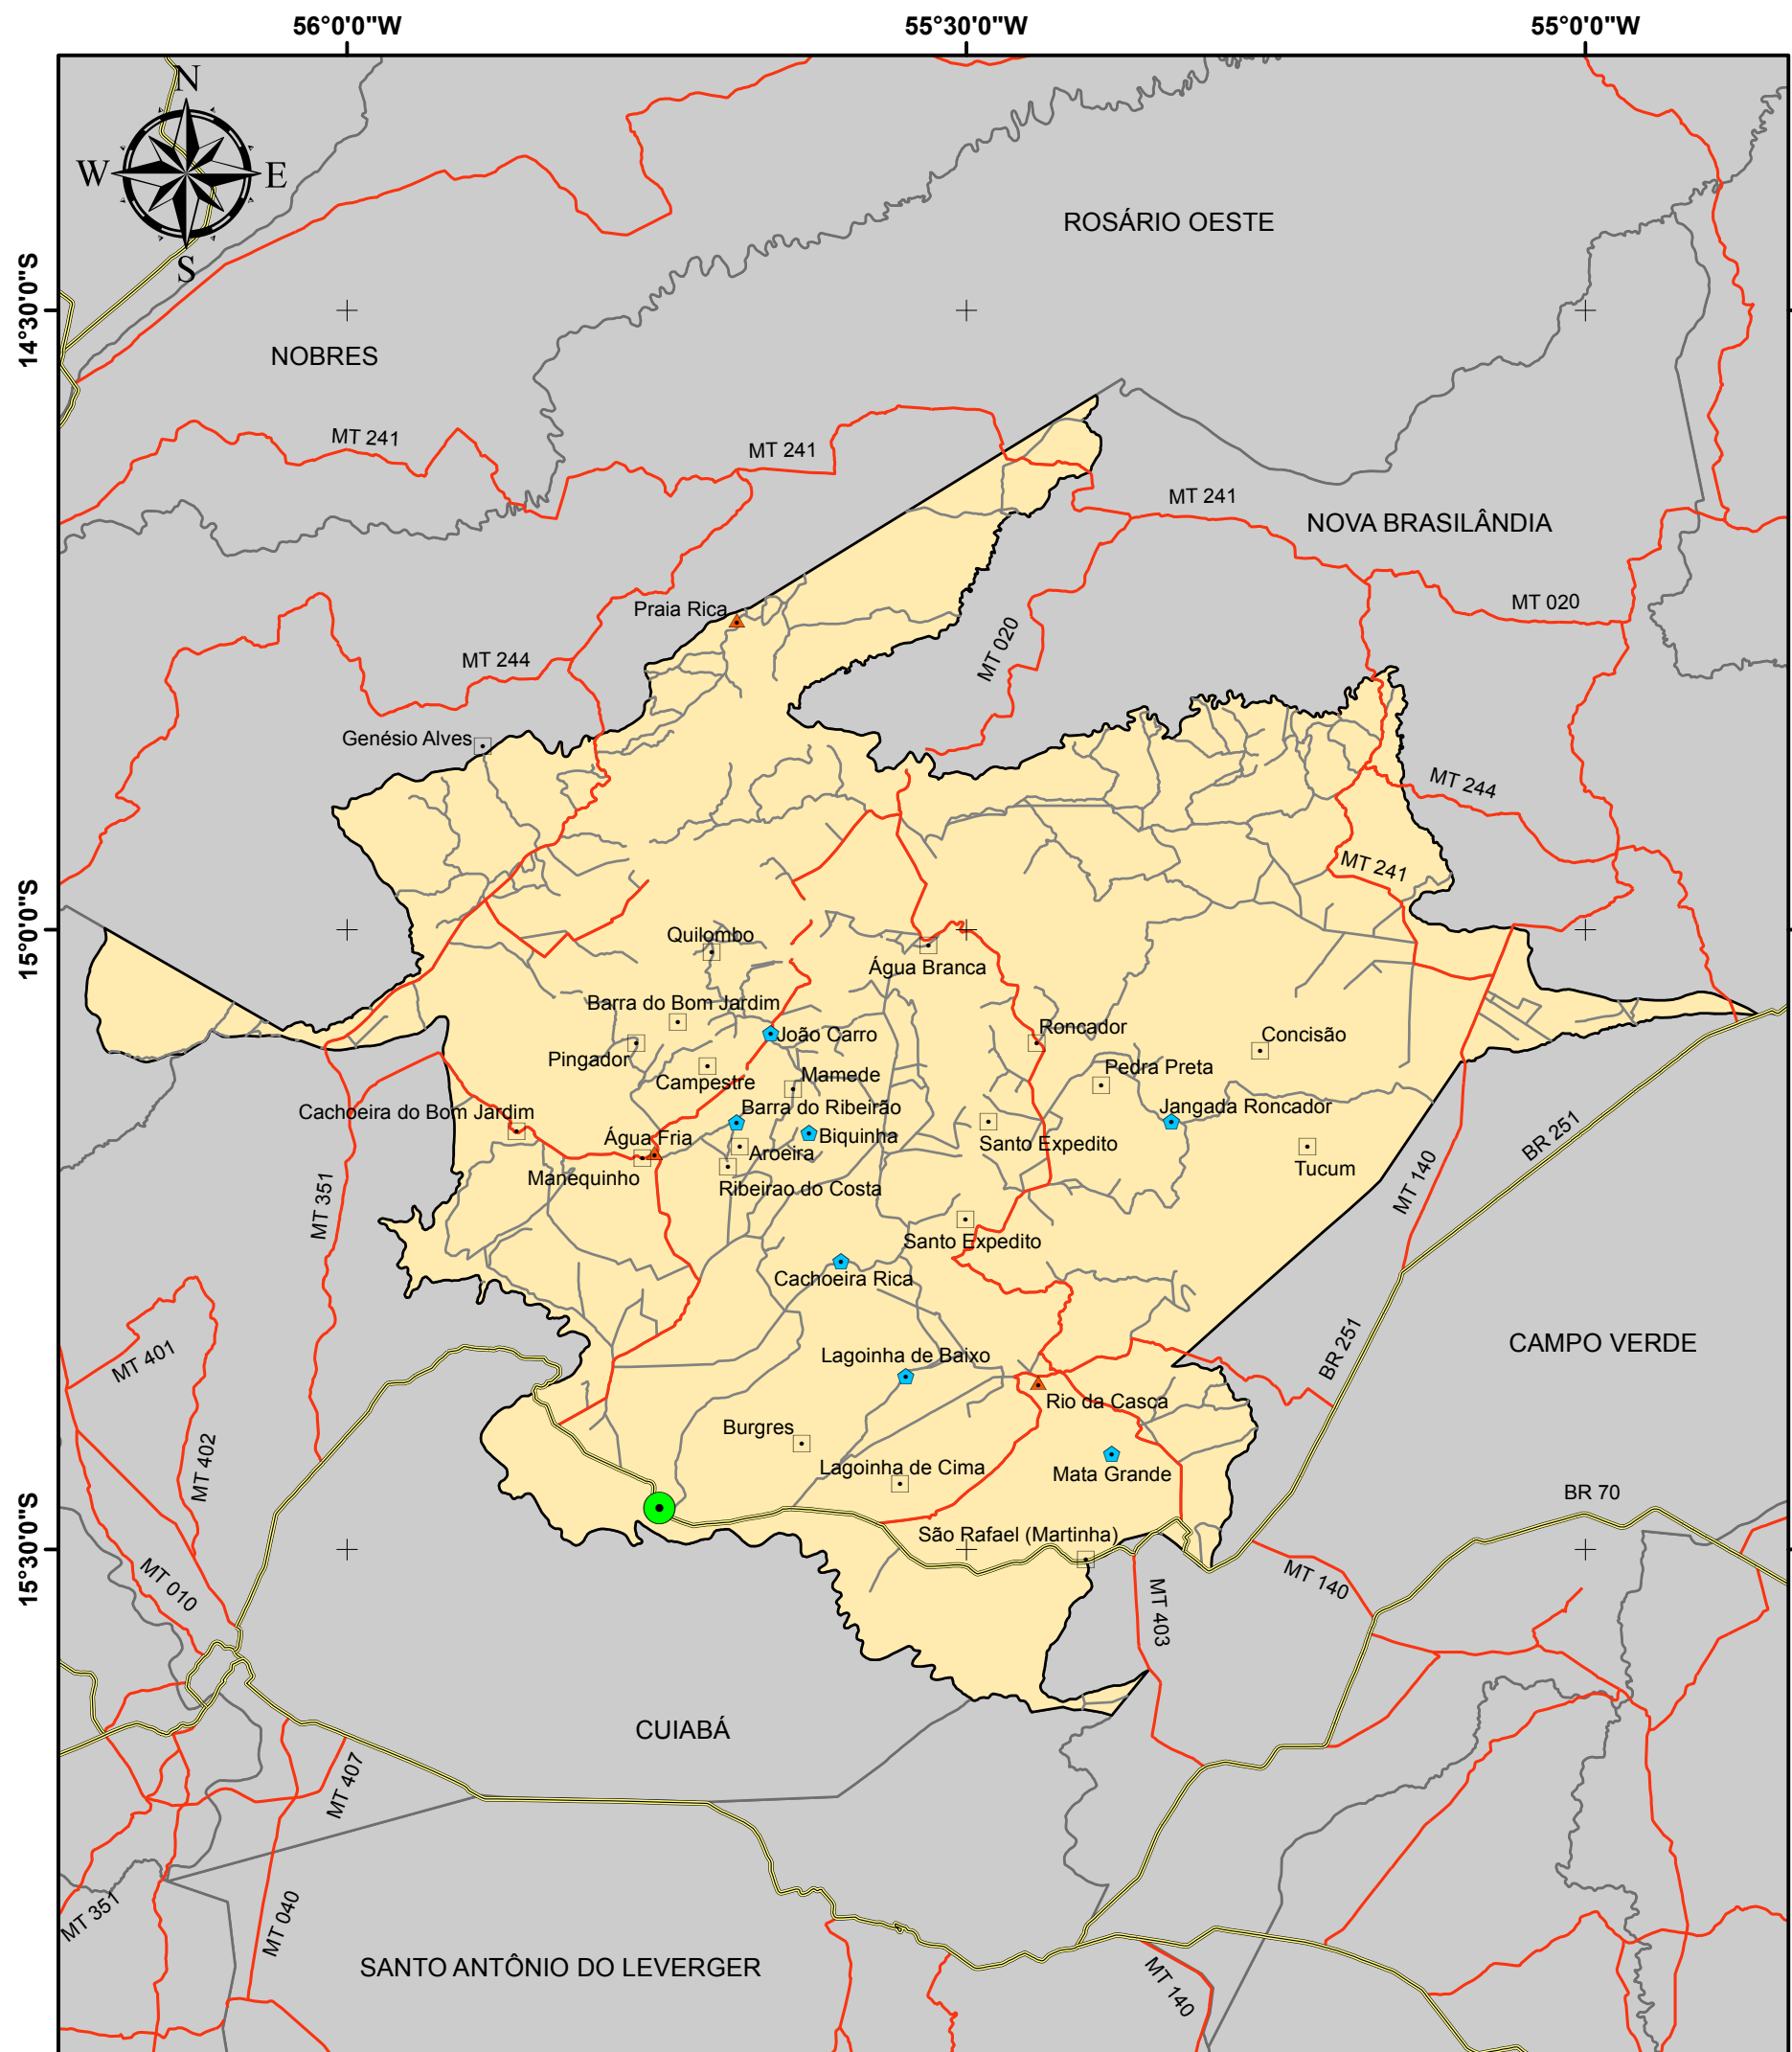 56°0'0"W
55°30'0"W
55°0'0"W
N
W
E
S
ROSÁRIO OESTE
14°30'0"S
NOBRES
MT 241
MT 241
MT 241
NOVA BRASILÂNDIA
Praia Rica
MT 020
MT 020
MT 244
Genésio Alves
MT 244
MT 241
15°0'0"S
Quilombo
Água Branca
Barra do Bom Jardim
João Carro
Roncador
Concisão
Pingador
Campestre
Mamede
Pedra Preta
Cachoeira do Bom Jardim
Barra do Ribeirão
Jangada Roncador
Água Fria
Biquinha
Santo Expedito
BR 251
Aroeira
Tucum
Manequinho
Ribeirao do Costa
MT 140
MT 351
Santo Expedito
Cachoeira Rica
CAMPO VERDE
MT 401
Lagoinha de Baixo
BR 251
Rio da Casca
Burgres
MT 402
Lagoinha de Cima
Mata Grande
BR 70
15°30'0"S
São Rafael (Martinha)
MT 010
MT 140
MT 403
CUIABÁ
MT 407
MT 351
MT 040
SANTO ANTÔNIO DO LEVERGER
MT 140